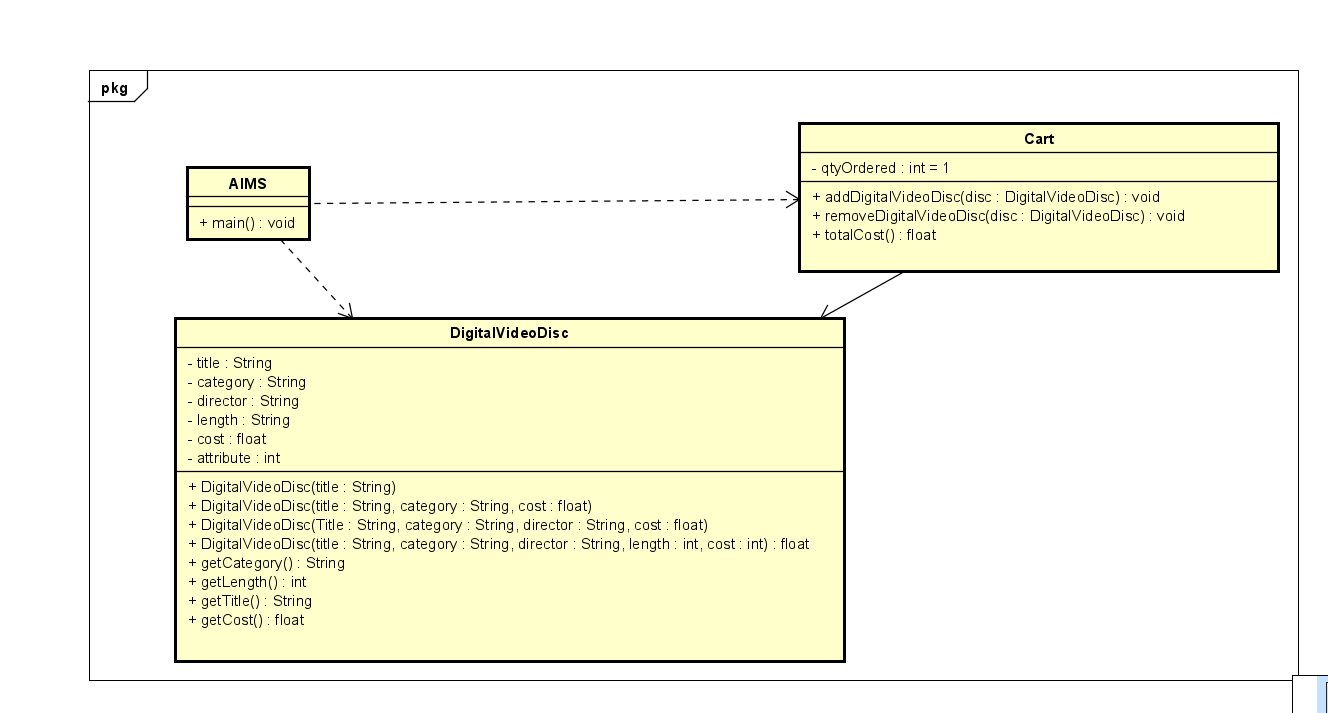 pkg
AIMS
+ main() : void
Cart
- qtyOrdered : int = 1
+ addDigitalVideoDisc(disc : DigitalVideoDisc) : void
+ removeDigitalVideoDisc(disc : DigitalVideoDisc) : void
+ totalCost() : float
DigitalVideoDisc
- title : String
- category : String
- director : String
- length : String
- cost : float
- attribute : int
+ DigitalVideoDisc(title : String)
+ DigitalVideoDisc(title : String, category : String, cost : float)
+ DigitalVideoDisc(Title : String, category : String, director : String, cost : float)
+ DigitalVideoDisc(title : String, category : String, director : String, length : int, cost : int) : float
+ getCategory() : String
+ getLength() : int
+ getTitle() : String
+ getCost() : float